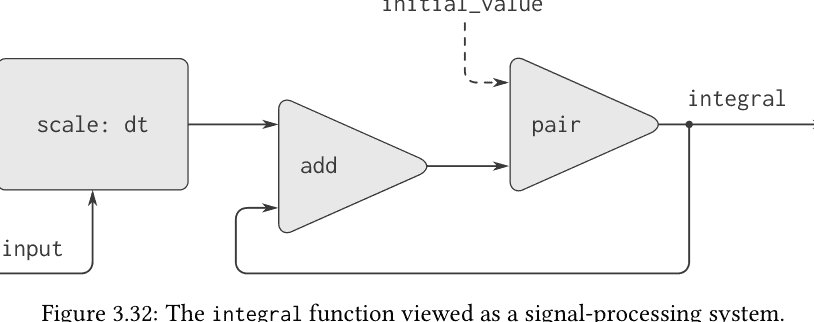 initial_value
integral
scale: dt
pair
add
input
Figure 3.32: The integral function viewed as a signal-processing system.